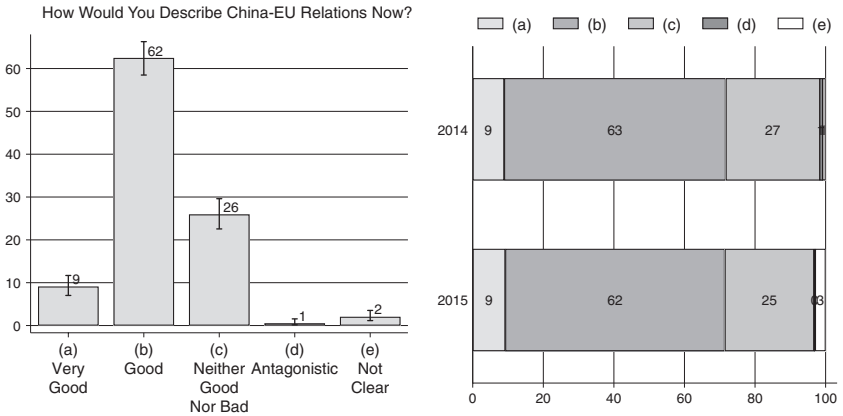 How Would You Describe China-EU Relations Now?
60
50
40
30
20
10
0
9
62
26
1
2
(a)
Very
Good
(b)
Good
(c)
Neither
Good
Nor Bad
(d)
Antagonistic
(e)
Not
Clear
(a) (b) (c) (d) (e)
2014
9 63 27
2015
9 62 25 0 3
0 20 40 60 80 100